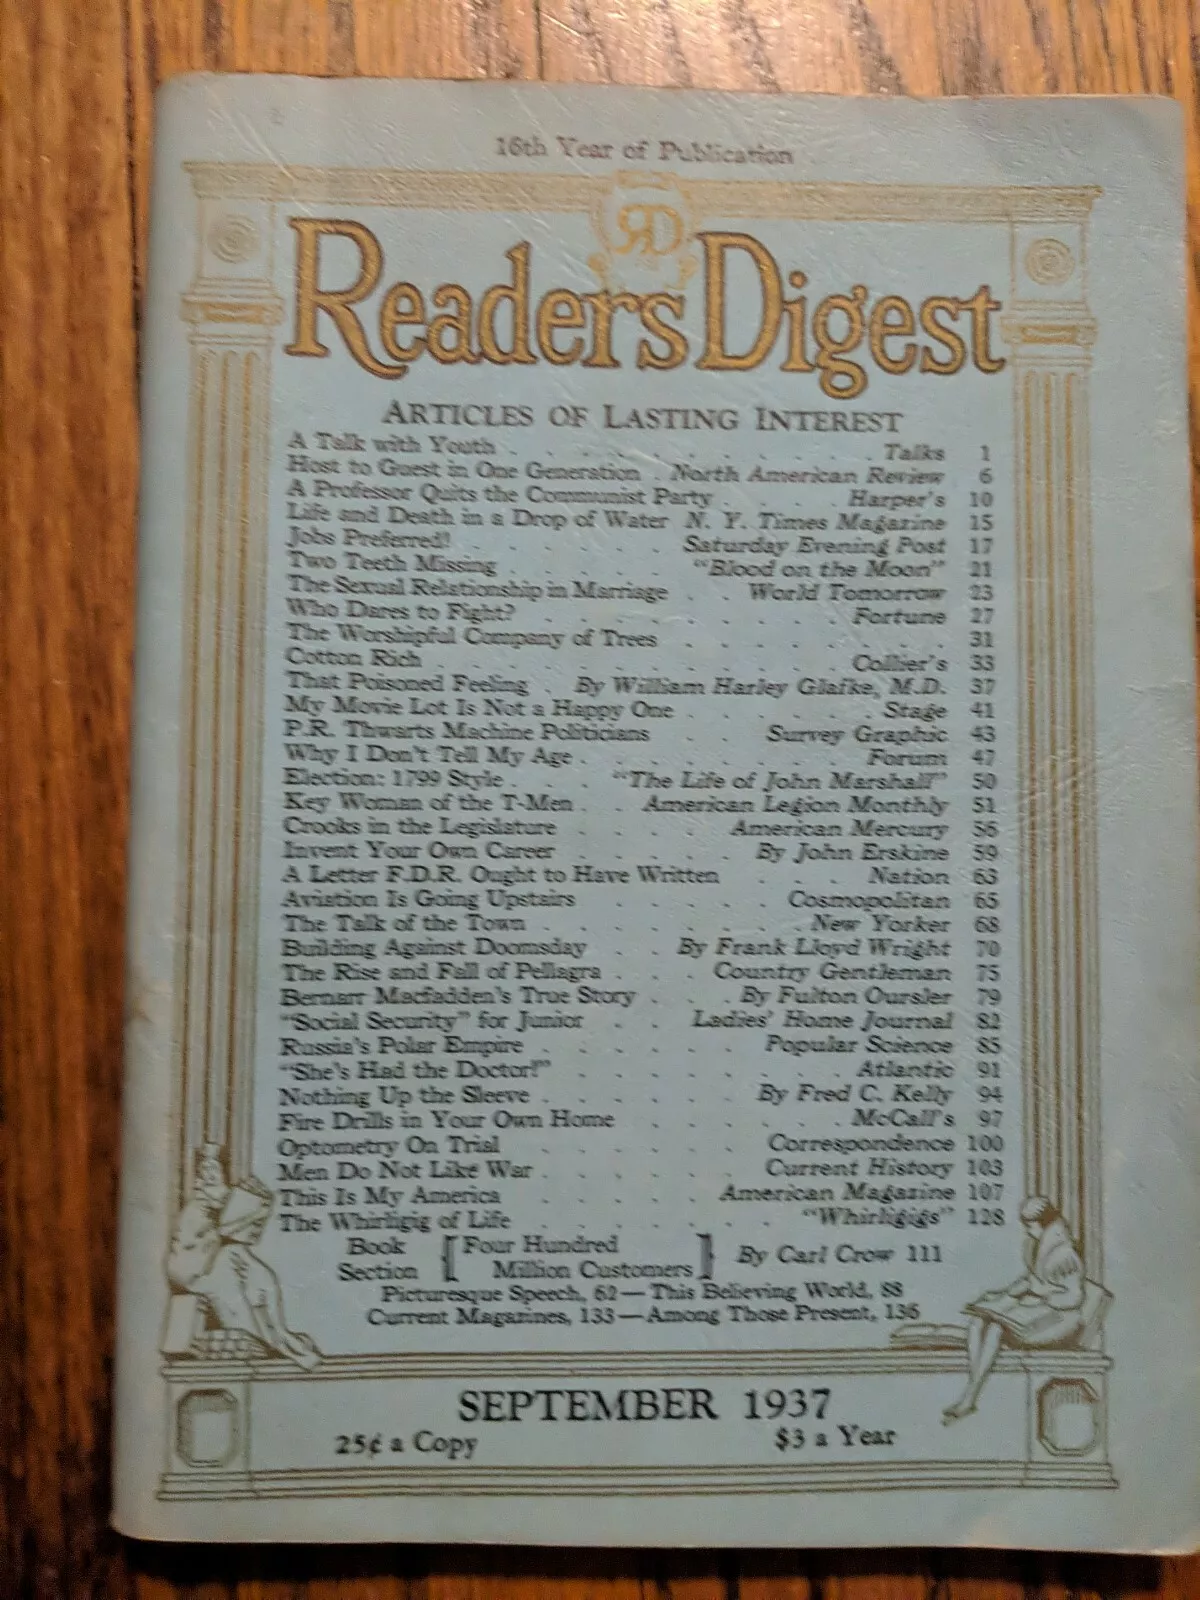 16th Year of Publication
RD
Readers Digest
ARTICLES OF LASTING INTEREST
A Talk with Youth . . . . . . . . . . Talks 1
Host to Guest in One Generation . North American Review 6
A Professor Quits the Communist Party . . . . Harper's 10
Life and Death in a Drop of Water N. Y. Times Magazine 15
Jobs Preferred! . . . . . . Saturday Evening Post 17
Two Teeth Missing . . . . . . "Blood on the Moon" 21
The Sexual Relationship in Marriage . . World Tomorrow 23
Who Dares to Fight? . . . . . . . . . Fortune 27
The Worshipful Company of Trees . . . . . . . 31
Cotton Rich . . . . . . . . . . . . Collier's 33
That Poisoned Feeling . By William Harley Glafke, M.D. 37
My Movie Lot Is Not a Happy One . . . . . . Stage 41
P.R. Thwarts Machine Politicians . . Survey Graphic 43
Why I Don't Tell My Age . . . . . . . . Forum 47
Election: 1799 Style . . . . "The Life of John Marshall" 50
Key Woman of the T-Men . . American Legion Monthly 51
Crooks in the Legislature . . . . American Mercury 56
Invent Your Own Career . . . . . By John Erskine 59
A Letter F.D.R. Ought to Have Written . . . Nation 63
Aviation Is Going Upstairs . . . . . Cosmopolitan 65
The Talk of the Town . . . . . . . New Yorker 68
Building Against Doomsday . . By Frank Lloyd Wright 70
The Rise and Fall of Pellagra . . . Country Gentleman 75
Bernarr Macfadden's True Story . . . By Fulton Oursler 79
"Social Security" for Junior . . Ladies' Home Journal 82
Russia's Polar Empire . . . . . . Popular Science 85
"She's Had the Doctor!" . . . . . . . . Atlantic 91
Nothing Up the Sleeve . . . . . . By Fred C. Kelly 94
Fire Drills in Your Own Home . . . . . . McCall's 97
Optometry On Trial . . . . . . Correspondence 100
Men Do Not Like War . . . . . . Current History 103
This Is My America . . . . . American Magazine 107
The Whirligig of Life . . . . . . . "Whirligigs" 128
Book Section [Four Hundred Million Customers] By Carl Crow 111
Picturesque Speech, 62—This Believing World, 88
Current Magazines, 133—Among Those Present, 136
SEPTEMBER 1937
25¢ a Copy $3 a Year